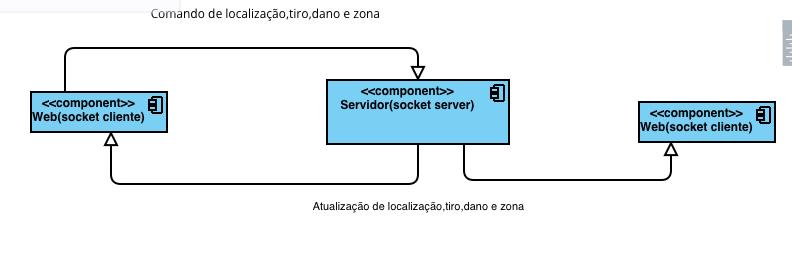 Comando de localização,tiro,dano e zona
<<component>>
Web(socket cliente)
<<component>>
Servidor(socket server)
<<component>>
Web(socket cliente)
Atualização de localização,tiro,dano e zona